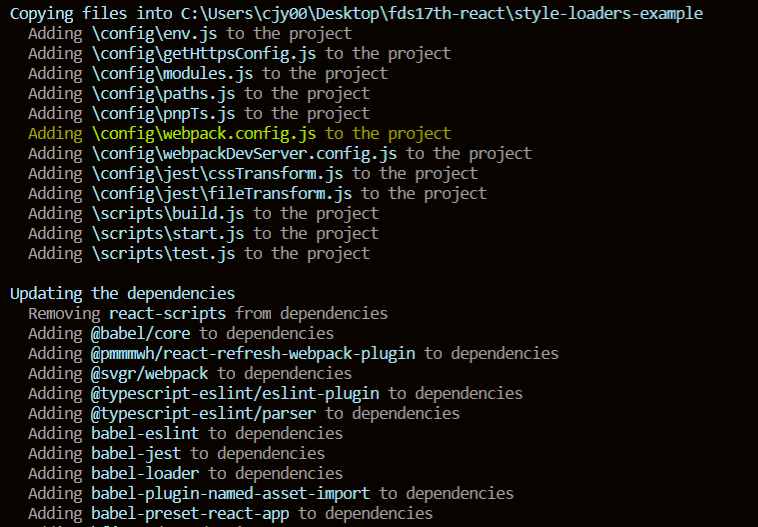 Copying files into C:\Users\cjy00\Desktop\fds17th-react\style-loaders-example
Adding \config\env.js to the project
Adding \config\getHttpsConfig.js to the project
Adding \config\modules.js to the project
Adding \config\paths.js to the project
Adding \config\pnpTs.js to the project
Adding \config\webpack.config.js to the project
Adding \config\webpackDevServer.config.js to the project
Adding \config\jest\cssTransform.js to the project
Adding \config\jest\fileTransform.js to the project
Adding \scripts\build.js to the project
Adding \scripts\start.js to the project
Adding \scripts\test.js to the project
Updating the dependencies
Removing react-scripts from dependencies
Adding @babel/core to dependencies
Adding @pmmmwh/react-refresh-webpack-plugin to dependencies
Adding @svgr/webpack to dependencies
Adding @typescript-eslint/eslint-plugin to dependencies
Adding @typescript-eslint/parser to dependencies
Adding babel-eslint to dependencies
Adding babel-jest to dependencies
Adding babel-loader to dependencies
Adding babel-plugin-named-asset-import to dependencies
Adding babel-preset-react-app to dependencies